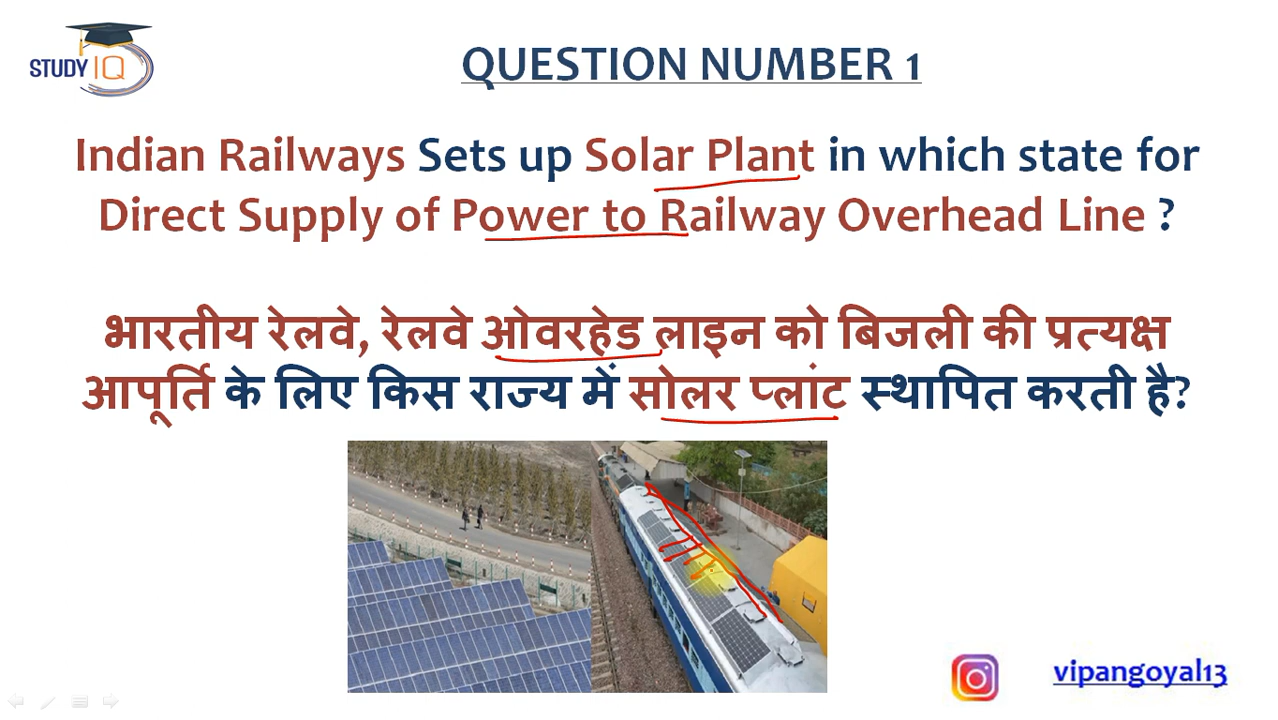 STUDY IQ
QUESTION NUMBER 1
Indian Railways Sets up Solar Plant in which state for
Direct Supply of Power to Railway Overhead Line ?
भारतीय रेलवे, रेलवे ओवरहेड लाइन को बिजली की प्रत्यक्ष
आपूर्ति के लिए किस राज्य में सोलर प्लांट स्थापित करती है?
vipangoyal13